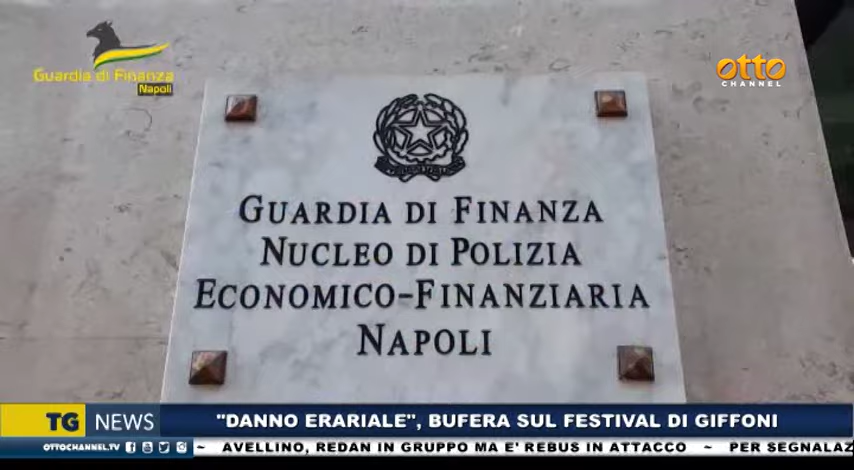 Guardia di Finanza
Napoli
otto
CHANNEL
GUARDIA DI FINANZA
NUCLEO DI POLIZIA
ECONOMICO-FINANZIARIA
NAPOLI
TG NEWS
"DANNO ERARIALE", BUFERA SUL FESTIVAL DI GIFFONI
OTTOCHANNEL.TV
~ AVELLINO, REDAN IN GRUPPO MA E' REBUS IN ATTACCO ~ PER SEGNALAZ